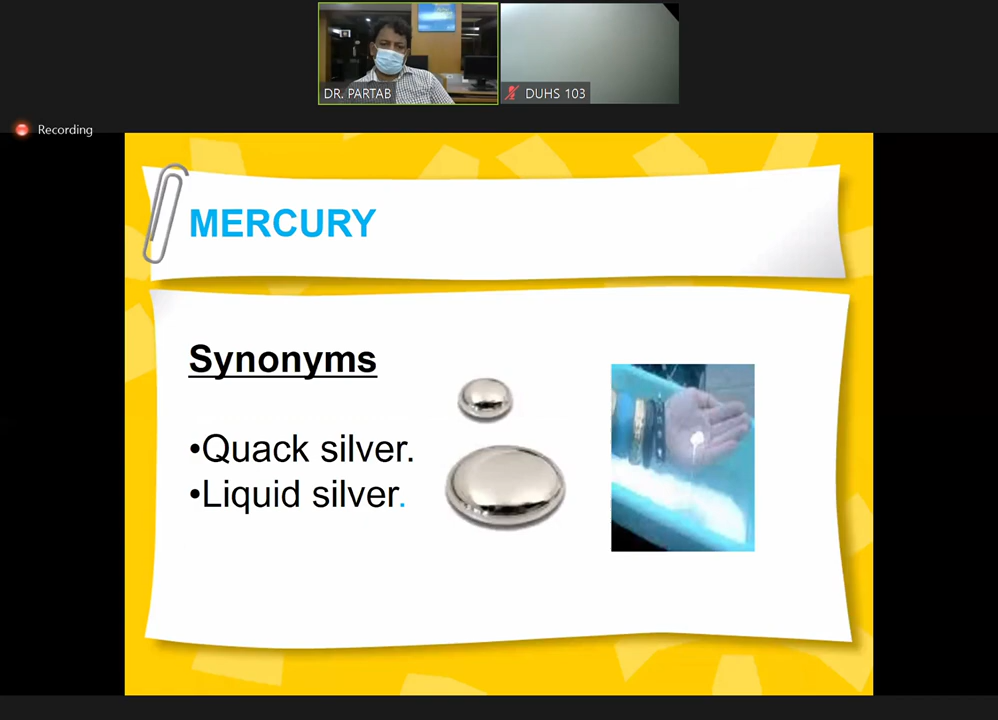 DR. PARTAB
DUHS 103
Recording
MERCURY
Synonyms
•Quack silver.
•Liquid silver.